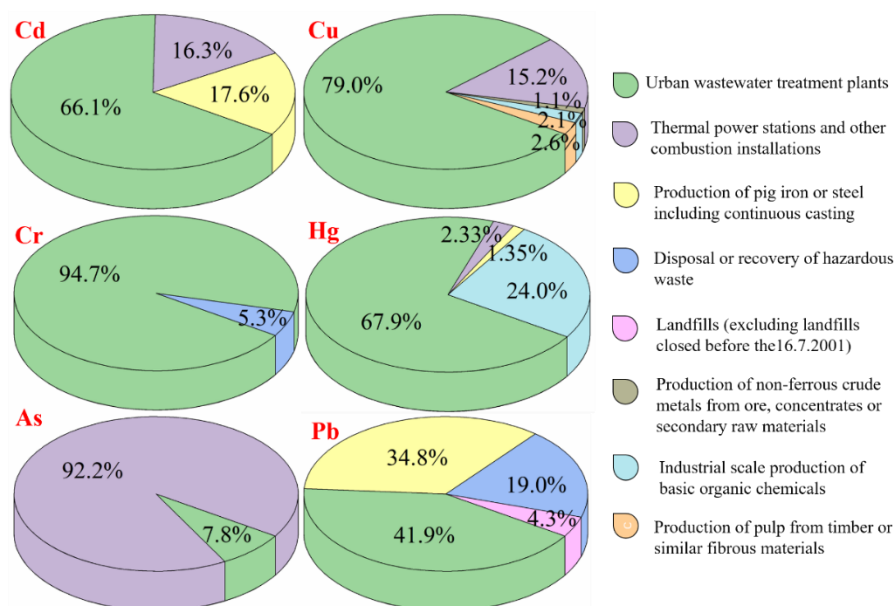 Cd
16.3%
17.6%
66.1%
Cu
79.0%
15.2%
1.1%
2.1%
2.6%
Cr
94.7%
5.3%
Hg
2.33%
1.35%
24.0%
67.9%
As
92.2%
7.8%
Pb
34.8%
19.0%
4.3%
41.9%
Urban wastewater treatment plants
Thermal power stations and other
combustion installations
Production of pig iron or steel
including continuous casting
Disposal or recovery of hazardous
waste
Landfills (excluding landfills
closed before the16.7.2001)
Production of non-ferrous crude
metals from ore, concentrates or
secondary raw materials
Industrial scale production of
basic organic chemicals
C
Production of pulp from timber or
similar fibrous materials